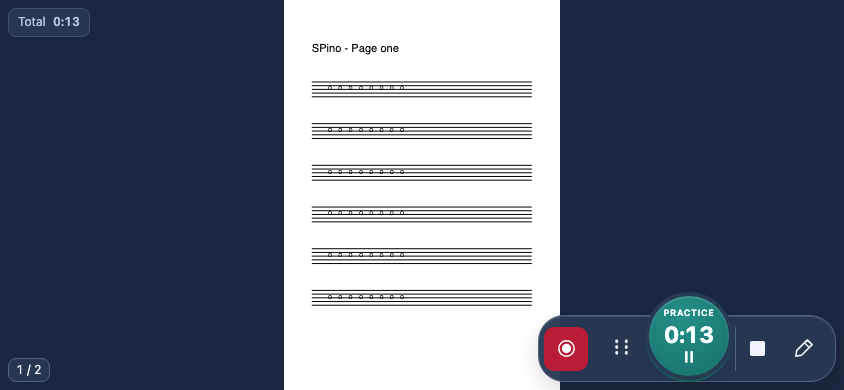 Total 0:13
SPino - Page one
PRACTICE
0:13
1 / 2